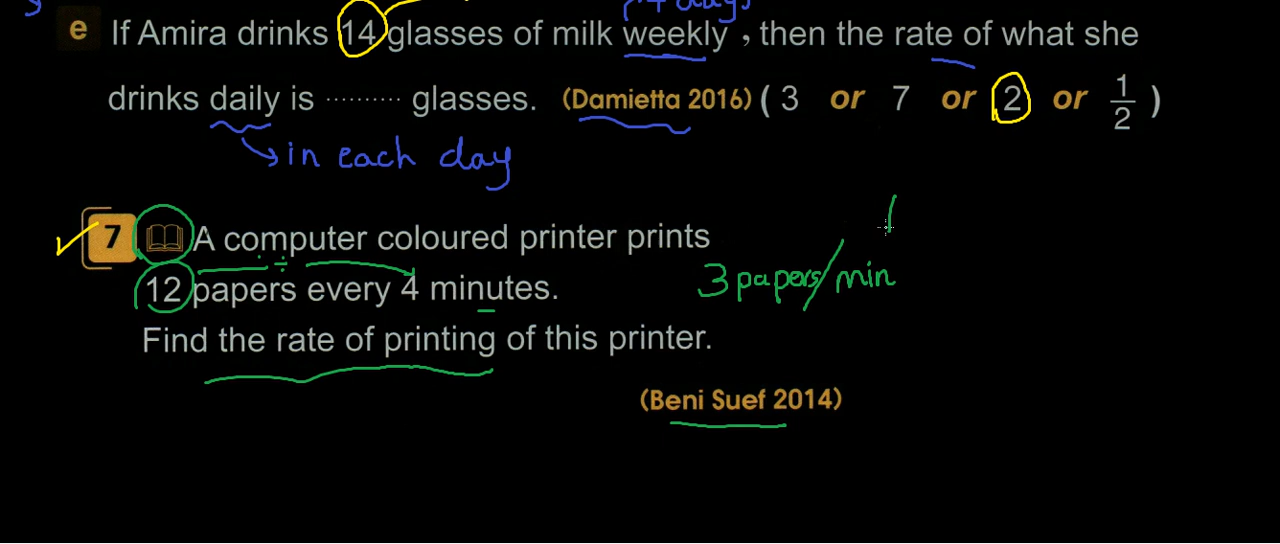 7 days
e If Amira drinks 14 glasses of milk weekly , then the rate of what she
drinks daily is .......... glasses. (Damietta 2016) ( 3 or 7 or 2 or 1/2 )
in each day
7 A computer coloured printer prints
÷
12 papers every 4 minutes.
3 papers/min
Find the rate of printing of this printer.
(Beni Suef 2014)